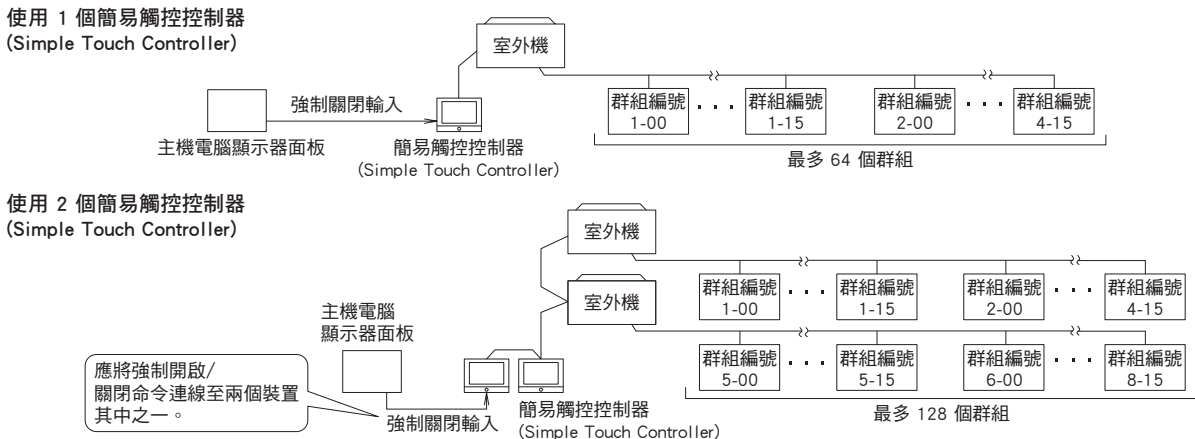 使用 1 個簡易觸控控制器
(Simple Touch Controller)
室外機
強制關閉輸入
主機電腦顯示器面板
簡易觸控控制器
(Simple Touch Controller)
群組編號
1-00
群組編號
1-15
群組編號
2-00
群組編號
4-15
最多 64 個群組
使用 2 個簡易觸控控制器
(Simple Touch Controller)
室外機
室外機
群組編號
1-00
群組編號
1-15
群組編號
2-00
群組編號
4-15
主機電腦
顯示器面板
群組編號
5-00
群組編號
5-15
群組編號
6-00
群組編號
8-15
應將強制開啟/
關閉命令連線至兩個裝置
其中之一。
強制關閉輸入
簡易觸控控制器
(Simple Touch Controller)
最多 128 個群組